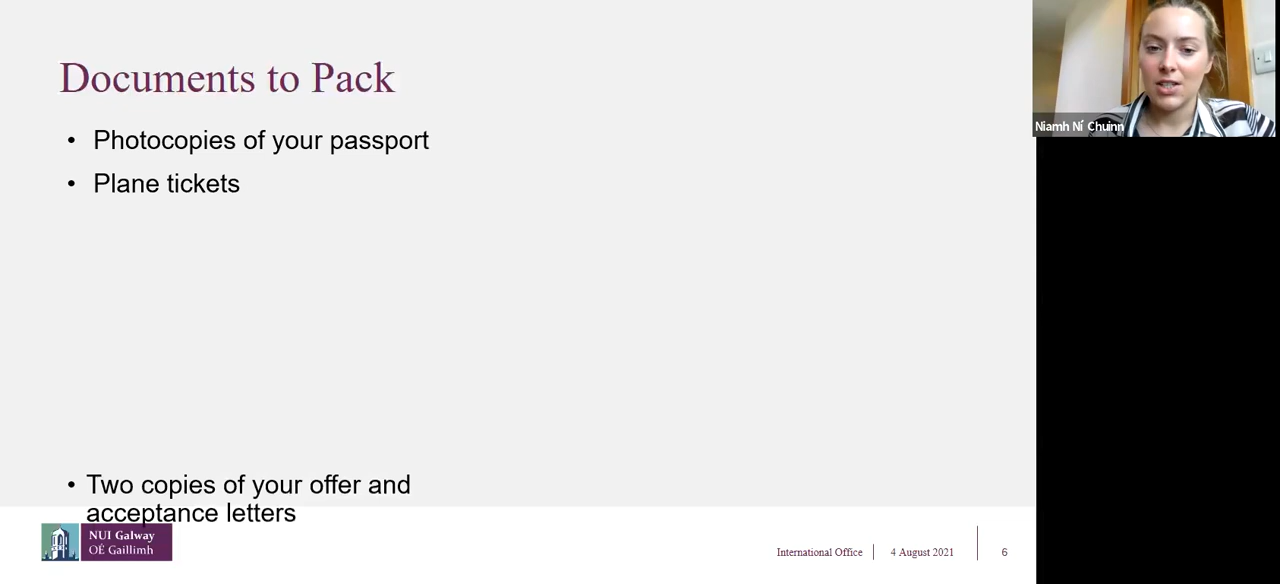 Documents to Pack
• Photocopies of your passport
• Plane tickets
• Two copies of your offer and
acceptance letters
NUI Galway
OÉ Gaillimh
International Office
4 August 2021
6
Niamh Ní Chuinn